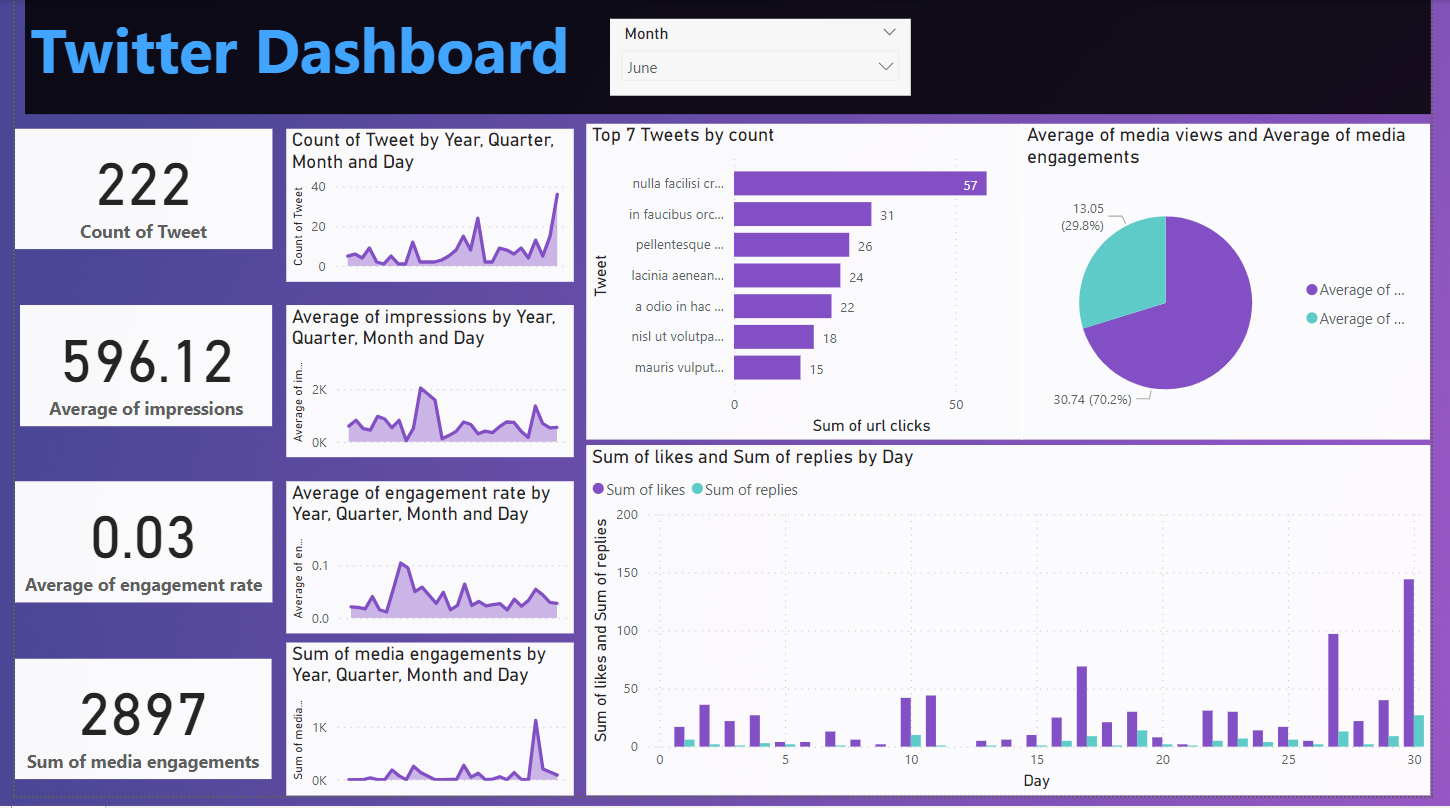 Twitter Dashboard
Month
June
222
Count of Tweet
596.12
Average of impressions
0.03
Average of engagement rate
2897
Sum of media engagements
Count of Tweet by Year, Quarter,
Month and Day
Count of Tweet
40
20
0
Average of impressions by Year,
Quarter, Month and Day
Average of im...
2K
0K
Average of engagement rate by
Year, Quarter, Month and Day
Average of en...
0.1
0.0
Sum of media engagements by
Year, Quarter, Month and Day
Sum of media...
1K
0K
Top 7 Tweets by count
Tweet
nulla facilisi cr...
57
in faucibus orc...
31
pellentesque ...
26
lacinia aenean...
24
a odio in hac ...
22
nisl ut volutpa...
18
mauris vulput...
15
0
50
Sum of url clicks
Average of media views and Average of media
engagements
13.05
(29.8%)
30.74 (70.2%)
Average of ...
Average of ...
Sum of likes and Sum of replies by Day
Sum of likes
Sum of replies
Sum of likes and Sum of replies
200
150
100
50
0
0
5
10
15
20
25
30
Day